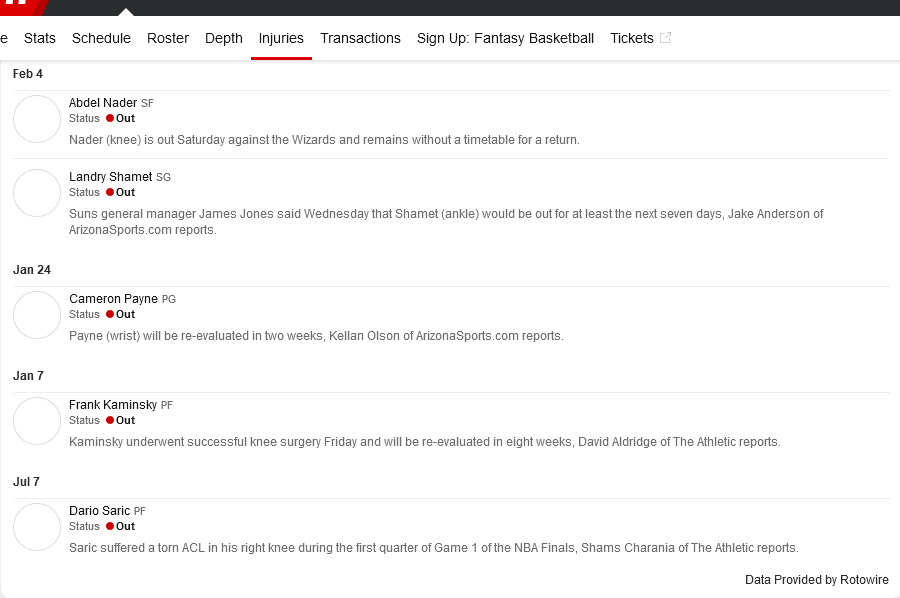 e Stats Schedule Roster Depth Injuries Transactions Sign Up: Fantasy Basketball Tickets
Feb 4
Abdel Nader SF
Status Out
Nader (knee) is out Saturday against the Wizards and remains without a timetable for a return.
Landry Shamet SG
Status Out
Suns general manager James Jones said Wednesday that Shamet (ankle) would be out for at least the next seven days, Jake Anderson of
ArizonaSports.com reports.
Jan 24
Cameron Payne PG
Status Out
Payne (wrist) will be re-evaluated in two weeks, Kellan Olson of ArizonaSports.com reports.
Jan 7
Frank Kaminsky PF
Status Out
Kaminsky underwent successful knee surgery Friday and will be re-evaluated in eight weeks, David Aldridge of The Athletic reports.
Jul 7
Dario Saric PF
Status Out
Saric suffered a torn ACL in his right knee during the first quarter of Game 1 of the NBA Finals, Shams Charania of The Athletic reports.
Data Provided by Rotowire